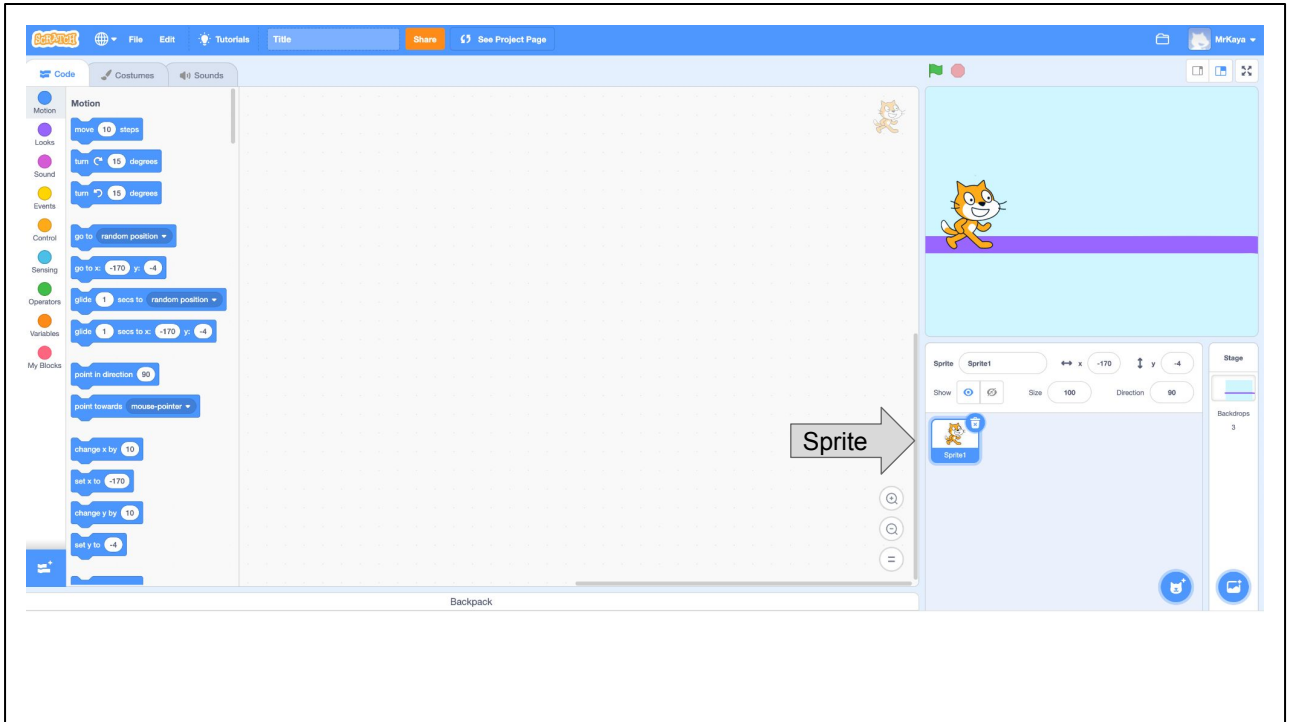 SCRATCH File Edit Tutorials Title Share See Project Page MrKaya
Code Costumes Sounds
Motion
Looks
Sound
Events
Control
Sensing
Operators
Variables
My Blocks
Motion
move 10 steps
turn 15 degrees
turn 15 degrees
go to random position
go to x: -170 y: -4
glide 1 secs to random position
glide 1 secs to x: -170 y: -4
point in direction 90
point towards mouse-pointer
change x by 10
set x to -170
change y by 10
set y to -4
Sprite
Backpack
Sprite Sprite1 x -170 y -4
Show Size 100 Direction 90
Sprite1
Stage
Backdrops
3